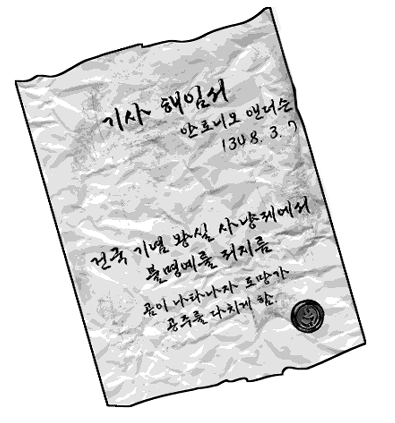 기사 해임서
안토니오 앤더슨
1348. 3. 7
건국 기념 왕실 사냥제에서
불명예를 저지름
곰이 나타나자 도망가
공주를 다치게 함.